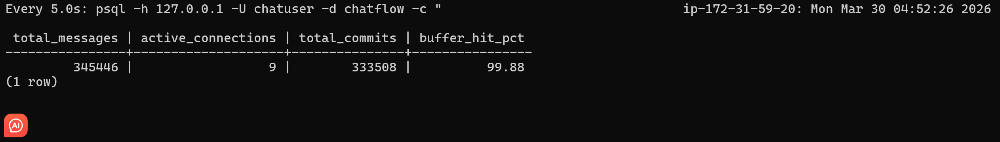 Every 5.0s: psql -h 127.0.0.1 -U chatuser -d chatflow -c " ip-172-31-59-20: Mon Mar 30 04:52:26 2026
total_messages | active_connections | total_commits | buffer_hit_pct
----------------+--------------------+---------------+----------------
345446 | 9 | 333508 | 99.88
(1 row)
AI